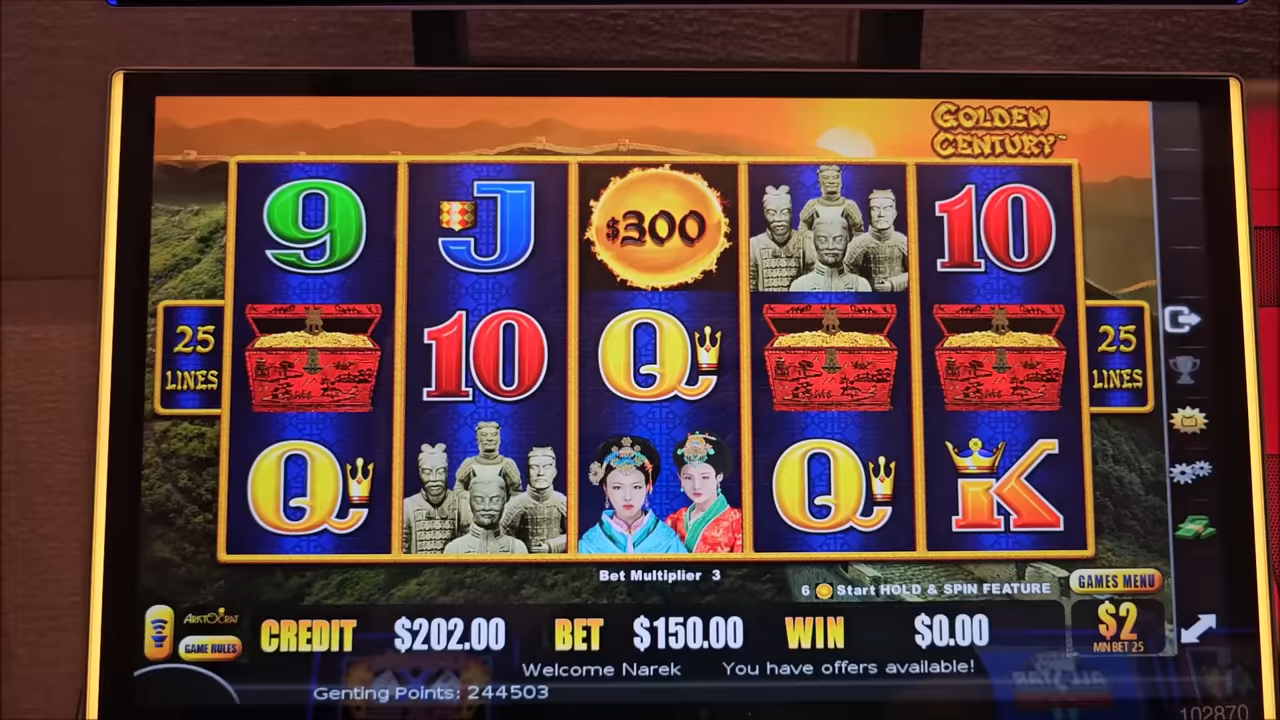 GOLDEN
CENTURY™
9 J $300 10
25
LINES
10 Q
25
LINES
Q Q K
Bet Multiplier 3
6 Start HOLD & SPIN FEATURE
GAMES MENU
ARISTOCRAT
GAME RULES
CREDIT $202.00 BET $150.00 WIN $0.00
$2
MIN BET 25
Welcome Narek You have offers available!
Genting Points: 244503
102870